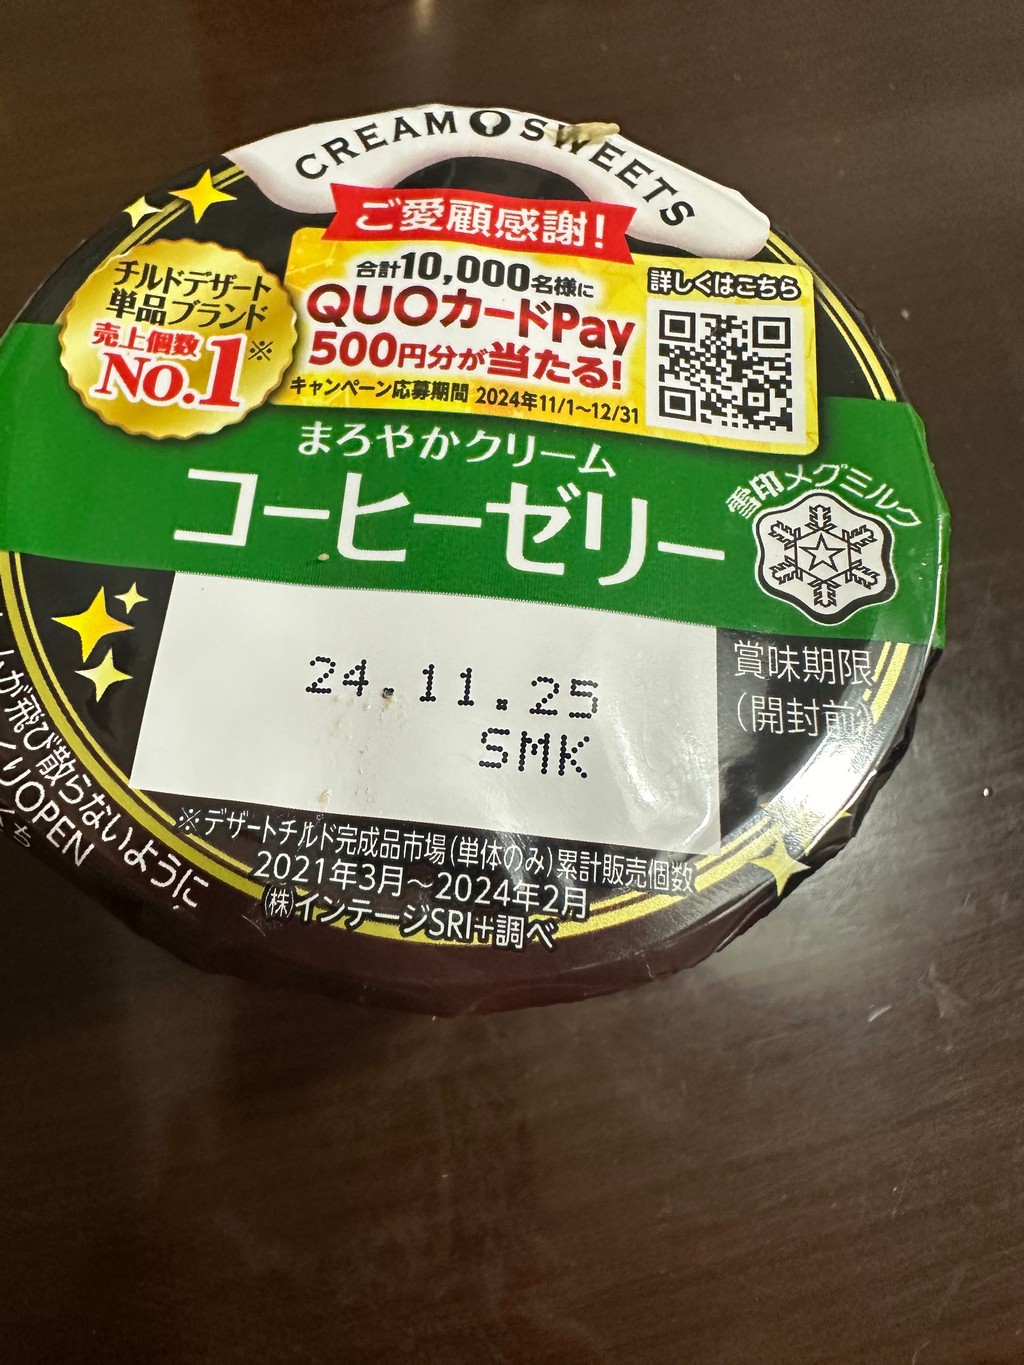 CREAM SWEETS
ご愛顧感謝!
合計10,000名様に
QUOカードPay
500円分が当たる!
キャンペーン応募期間 2024年11/1~12/31
詳しくはこちら
チルドデザート
単品ブランド
売上個数
No.1※
まろやかクリーム
コーヒーゼリー
雪印メグミルク
24.11.25
SMK
賞味期限
(開封前)
※デザートチルド完成品市場(単体のみ)累計販売個数
2021年3月~2024年2月
㈱インテージSRI+調べ
が飛び散らないように
OPEN